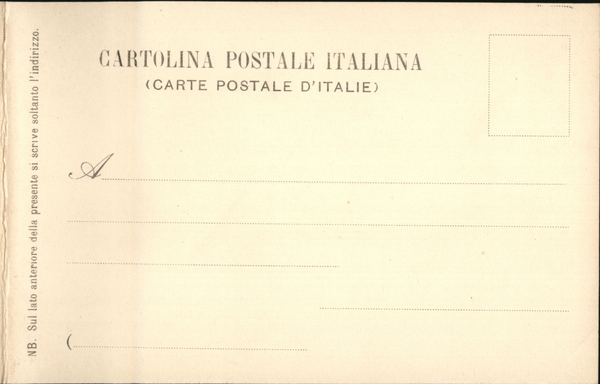 CARTOLINA POSTALE ITALIANA
(CARTE POSTALE D'ITALIE)
A
(
NB. Sul lato anteriore della presente si scrive soltanto l'indirizzo.